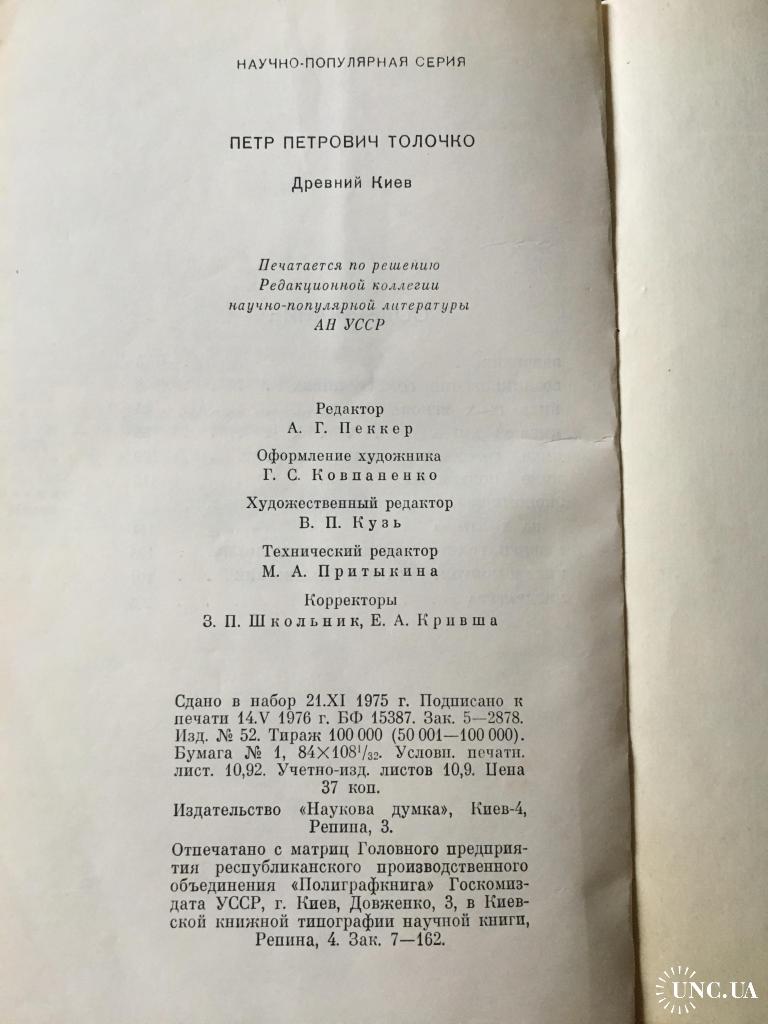 НАУЧНО-ПОПУЛЯРНАЯ СЕРИЯ
ПЕТР ПЕТРОВИЧ ТОЛОЧКО
Древний Киев
Печатается по решению
Редакционной коллегии
научно-популярной литературы
АН УССР
Редактор
А. Г. Пеккер
Оформление художника
Г. С. Ковпаненко
Художественный редактор
В. П. Кузь
Технический редактор
М. А. Притыкина
Корректоры
З. П. Школьник, Е. А. Кривша
Сдано в набор 21.XI 1975 г. Подписано к
печати 14.V 1976 г. БФ 15387. Зак. 5—2878.
Изд. № 52. Тираж 100 000 (50 001—100 000).
Бумага № 1, 84×108¹/₃₂. Условн. печатн.
лист. 10,92. Учетно-изд. листов 10,9. Цена
37 коп.
Издательство «Наукова думка», Киев-4,
Репина, 3.
Отпечатано с матриц Головного предприя-
тия республиканского производственного
объединения «Полиграфкнига» Госкомиз-
дата УССР, г. Киев, Довженко, 3, в Киев-
ской книжной типографии научной книги,
Репина, 4. Зак. 7—162.
UNC.UA